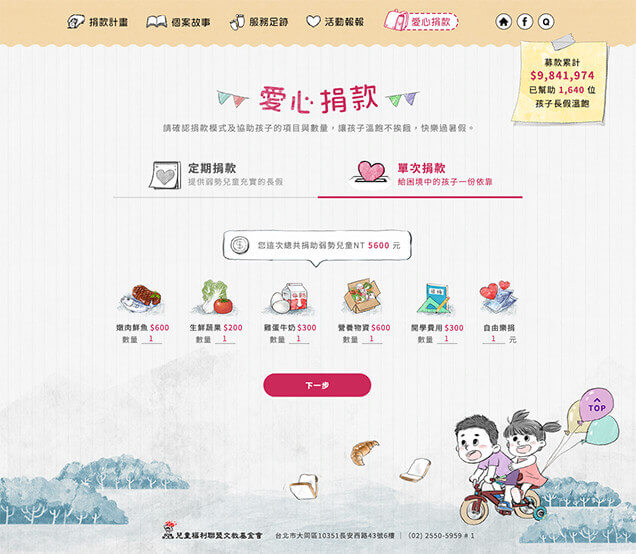 捐款計畫 個案故事 服務足跡 活動報報 愛心捐款
f Q
募款累計
$9,841,974
已幫助 1,640 位
孩子長假溫飽
愛心捐款
請確認捐款模式及協助孩子的項目與數量，讓孩子溫飽不挨餓，快樂過暑假。
定期捐款
提供弱勢兒童充實的長假
單次捐款
給困境中的孩子一份依靠
您這次總共捐助弱勢兒童NT 5600 元
嫩肉鮮魚 $600 生鮮蔬果 $200 雞蛋牛奶 $300 營養物資 $600 開學費用 $300 自由樂捐
數量 1 數量 1 數量 1 數量 1 數量 1 1 元
下一步
TOP
兒童福利聯盟文教基金會 台北市大同區10351長安西路43號6樓 | (02) 2550-5959 # 1